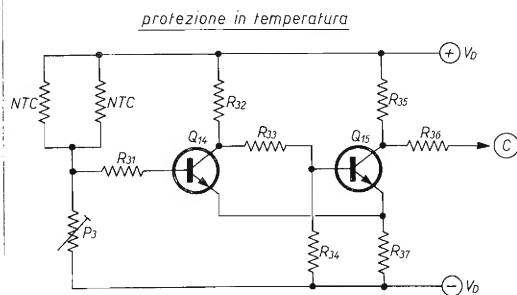 protezione in temperatura
+ VD
NTC
NTC
R32
R35
Q14
R33
Q15
R36
C
R31
P3
R34
R37
− VD